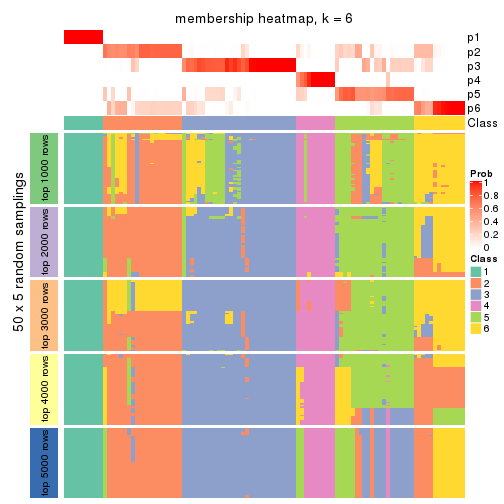 membership heatmap, k = 6
p1
p2
p3
p4
p5
p6
Class
50 x 5 random samplings
top 1000 rows
top 2000 rows
top 3000 rows
top 4000 rows
top 5000 rows
Prob
1
0.8
0.6
0.4
0.2
0
Class
1
2
3
4
5
6